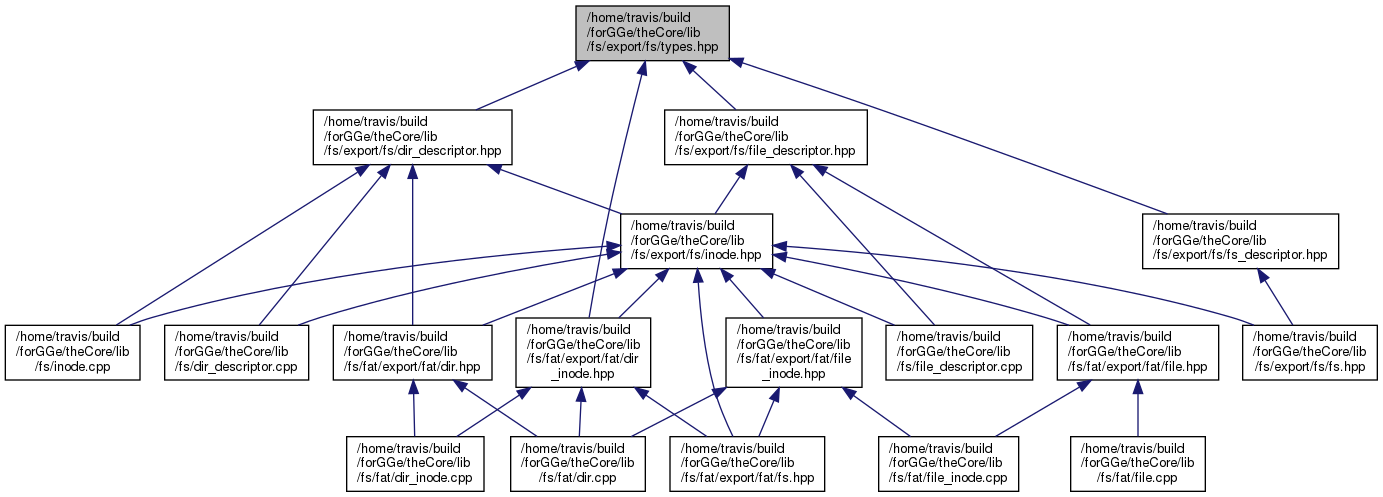 /home/travis/build
/forGGe/theCore/lib
/fs/export/fs/types.hpp
/home/travis/build
/forGGe/theCore/lib
/fs/export/fs/dir_descriptor.hpp
/home/travis/build
/forGGe/theCore/lib
/fs/export/fs/file_descriptor.hpp
/home/travis/build
/forGGe/theCore/lib
/fs/export/fs/inode.hpp
/home/travis/build
/forGGe/theCore/lib
/fs/export/fs/fs_descriptor.hpp
/home/travis/build
/forGGe/theCore/lib
/fs/inode.cpp
/home/travis/build
/forGGe/theCore/lib
/fs/dir_descriptor.cpp
/home/travis/build
/forGGe/theCore/lib
/fs/fat/export/fat/dir.hpp
/home/travis/build
/forGGe/theCore/lib
/fs/fat/export/fat/dir
_inode.hpp
/home/travis/build
/forGGe/theCore/lib
/fs/fat/export/fat/file
_inode.hpp
/home/travis/build
/forGGe/theCore/lib
/fs/file_descriptor.cpp
/home/travis/build
/forGGe/theCore/lib
/fs/fat/export/fat/file.hpp
/home/travis/build
/forGGe/theCore/lib
/fs/export/fs/fs.hpp
/home/travis/build
/forGGe/theCore/lib
/fs/fat/dir_inode.cpp
/home/travis/build
/forGGe/theCore/lib
/fs/fat/dir.cpp
/home/travis/build
/forGGe/theCore/lib
/fs/fat/export/fat/fs.hpp
/home/travis/build
/forGGe/theCore/lib
/fs/fat/file_inode.cpp
/home/travis/build
/forGGe/theCore/lib
/fs/fat/file.cpp